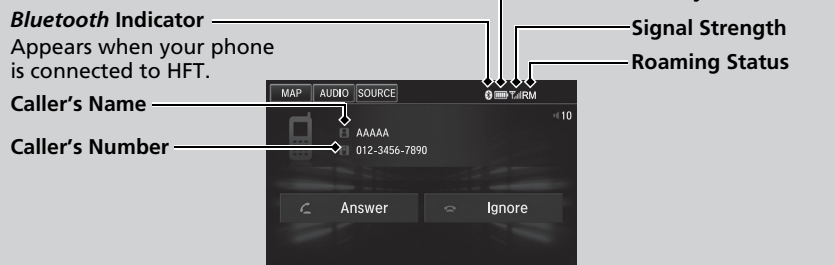 Bluetooth Indicator
Appears when your phone
is connected to HFT.
Caller's Name
Caller's Number
Signal Strength
Roaming Status
MAP AUDIO SOURCE
RM
10
AAAAA
012-3456-7890
Answer Ignore